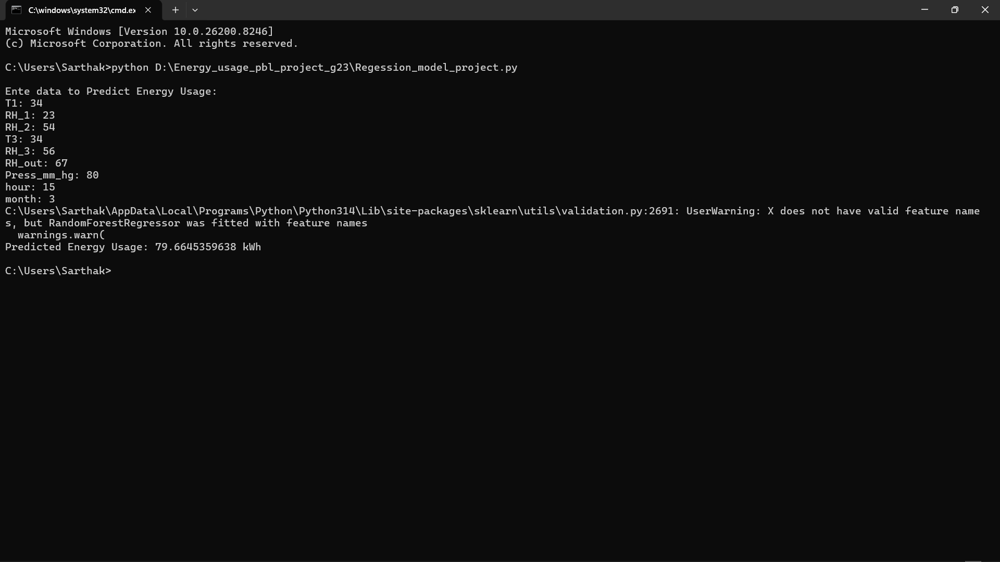 C:\windows\system32\cmd.ex
Microsoft Windows [Version 10.0.26200.8246]
(c) Microsoft Corporation. All rights reserved.
C:\Users\Sarthak>python D:\Energy_usage_pbl_project_g23\Regession_model_project.py
Ente data to Predict Energy Usage:
T1: 34
RH_1: 23
RH_2: 54
T3: 34
RH_3: 56
RH_out: 67
Press_mm_hg: 80
hour: 15
month: 3
C:\Users\Sarthak\AppData\Local\Programs\Python\Python314\Lib\site-packages\sklearn\utils\validation.py:2691: UserWarning: X does not have valid feature name
s, but RandomForestRegressor was fitted with feature names
  warnings.warn(
Predicted Energy Usage: 79.6645359638 kWh
C:\Users\Sarthak>